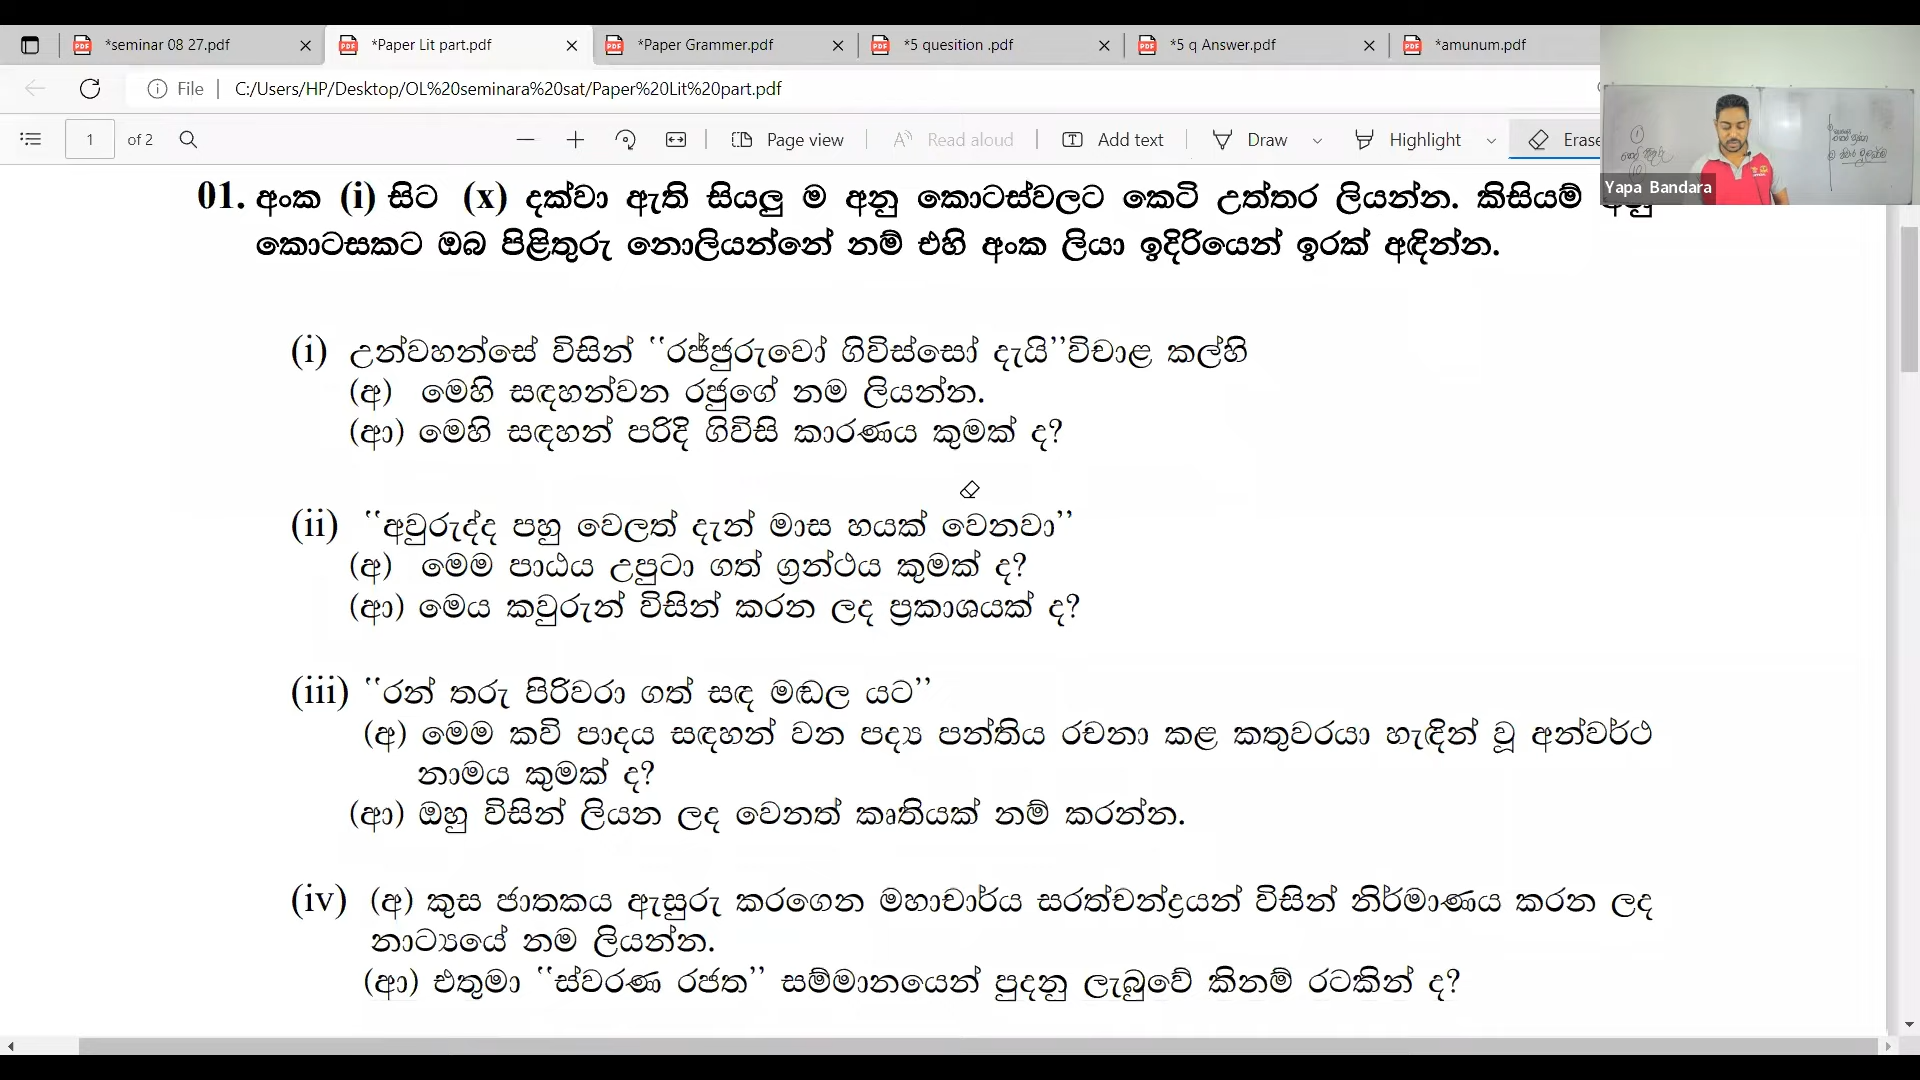 *seminar 08 27.pdf
*Paper Lit part.pdf
*Paper Grammer.pdf
*5 quesition .pdf
*5 q Answer.pdf
*amunum.pdf
File
C:/Users/HP/Desktop/OL%20seminara%20sat/Paper%20Lit%20part.pdf
1 of 2
Page view
Read aloud
Add text
Draw
Highlight
Erase
Yapa Bandara
01. අංක (i) සිට (x) දක්වා ඇති සියලු ම අනු කොටස්වලට කෙටි උත්තර ලියන්න. කිසියම් අනු
කොටසකට ඔබ පිළිතුරු නොලියන්නේ නම් එහි අංක ලියා ඉදිරියෙන් ඉරක් අඳින්න.
(i) උන්වහන්සේ විසින් “රජ්ජුරුවෝ ගිවිස්සෝ දැයි”විචාළ කල්හි
(අ) මෙහි සඳහන්වන රජුගේ නම ලියන්න.
(ආ) මෙහි සඳහන් පරිදි ගිවිසි කාරණය කුමක් ද?
(ii) “අවුරුද්ද පහු වෙලත් දැන් මාස හයක් වෙනවා”
(අ) මෙම පාඨය උපුටා ගත් ග්‍රන්ථය කුමක් ද?
(ආ) මෙය කවුරුන් විසින් කරන ලද ප්‍රකාශයක් ද?
(iii) “රන් තරු පිරිවරා ගත් සඳ මඬල යට”
(අ) මෙම කවි පාදය සඳහන් වන පද්‍ය පන්තිය රචනා කළ කතුවරයා හැඳින් වූ අන්වර්ථ
නාමය කුමක් ද?
(ආ) ඔහු විසින් ලියන ලද වෙනත් කෘතියක් නම් කරන්න.
(iv) (අ) කුස ජාතකය ඇසුරු කරගෙන මහාචාර්ය සරත්චන්ද්‍රයන් විසින් නිර්මාණය කරන ලද
නාට්‍යයේ නම ලියන්න.
(ආ) එතුමා “ස්වරණ රජත” සම්මානයෙන් පුදනු ලැබුවේ කිනම් රටකින් ද?